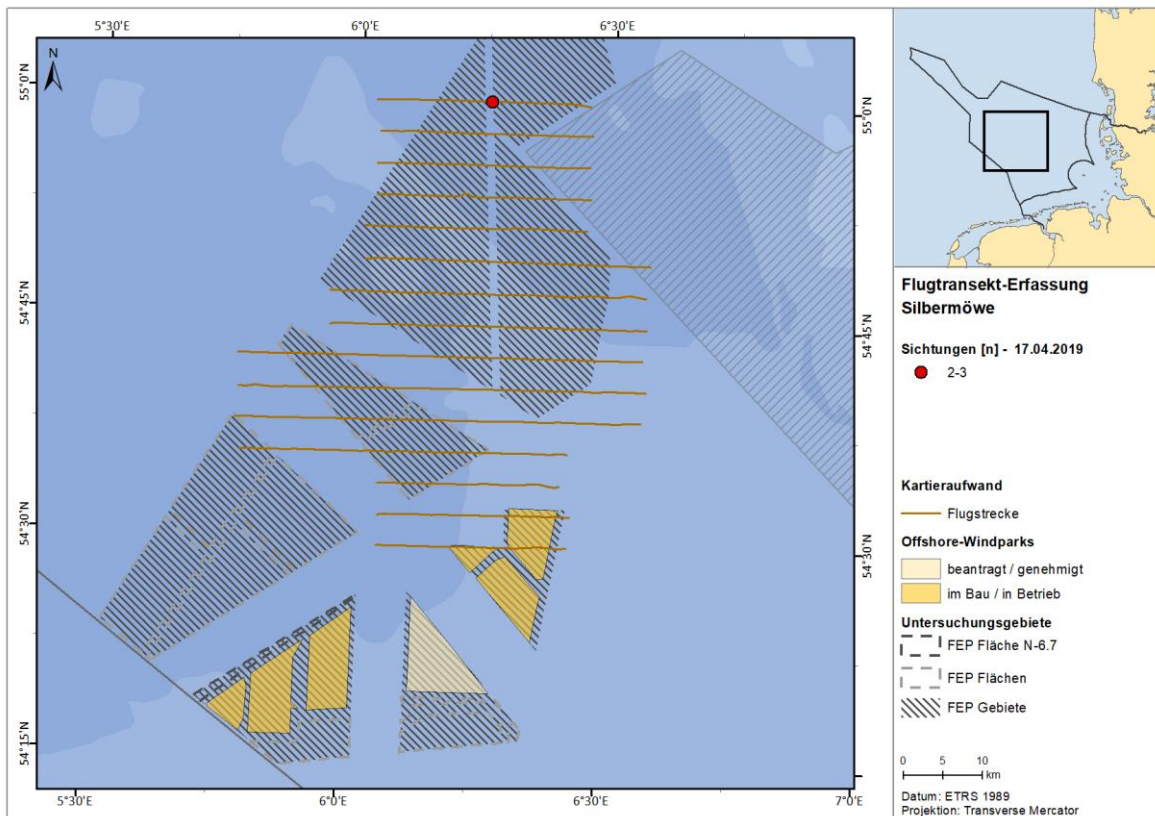 5°30'E 6°0'E 6°30'E
N
55°0'N
54°45'N
54°30'N
54°15'N
55°0'N
54°45'N
54°30'N
5°30'E 6°0'E 6°30'E 7°0'E
Flugtransekt-Erfassung
Silbermöwe
Sichtungen [n] - 17.04.2019
2-3
Kartieraufwand
Flugstrecke
Offshore-Windparks
beantragt / genehmigt
im Bau / in Betrieb
Untersuchungsgebiete
FEP Fläche N-6.7
FEP Flächen
FEP Gebiete
0 5 10
km
Datum: ETRS 1989
Projektion: Transverse Mercator